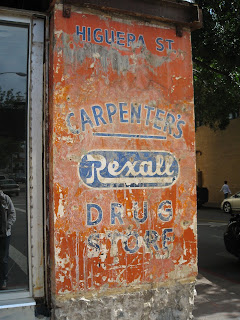 HIGUERA ST.
CARPENTER'S
Rexall
DRUG
STORE